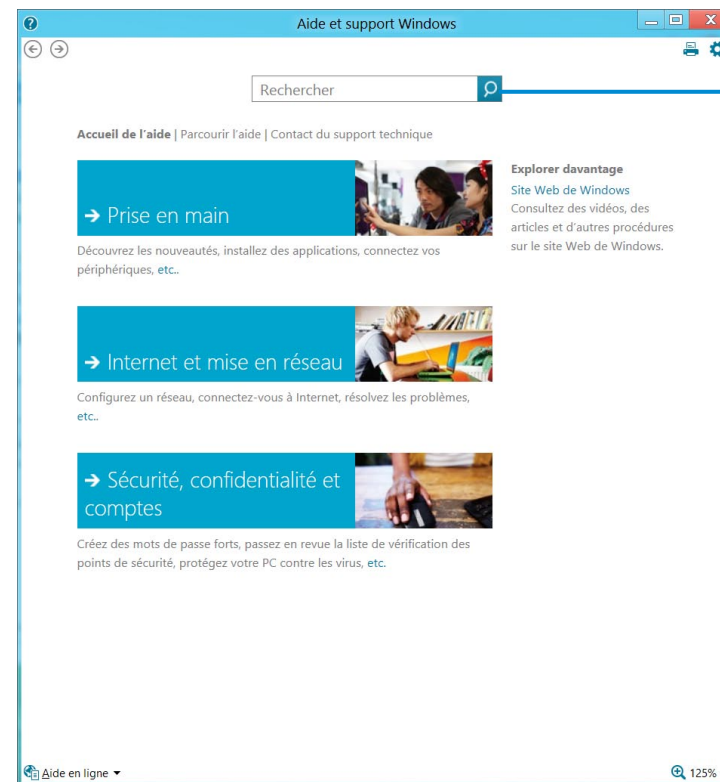 Aide et support Windows
Rechercher
Accueil de l'aide | Parcourir l'aide | Contact du support technique
→ Prise en main
Découvrez les nouveautés, installez des applications, connectez vos
périphériques, etc..
Explorer davantage
Site Web de Windows
Consultez des vidéos, des
articles et d'autres procédures
sur le site Web de Windows.
→ Internet et mise en réseau
Configurez un réseau, connectez-vous à Internet, résolvez les problèmes,
etc..
→ Sécurité, confidentialité et
comptes
Créez des mots de passe forts, passez en revue la liste de vérification des
points de sécurité, protégez votre PC contre les virus, etc.
Aide en ligne
125%